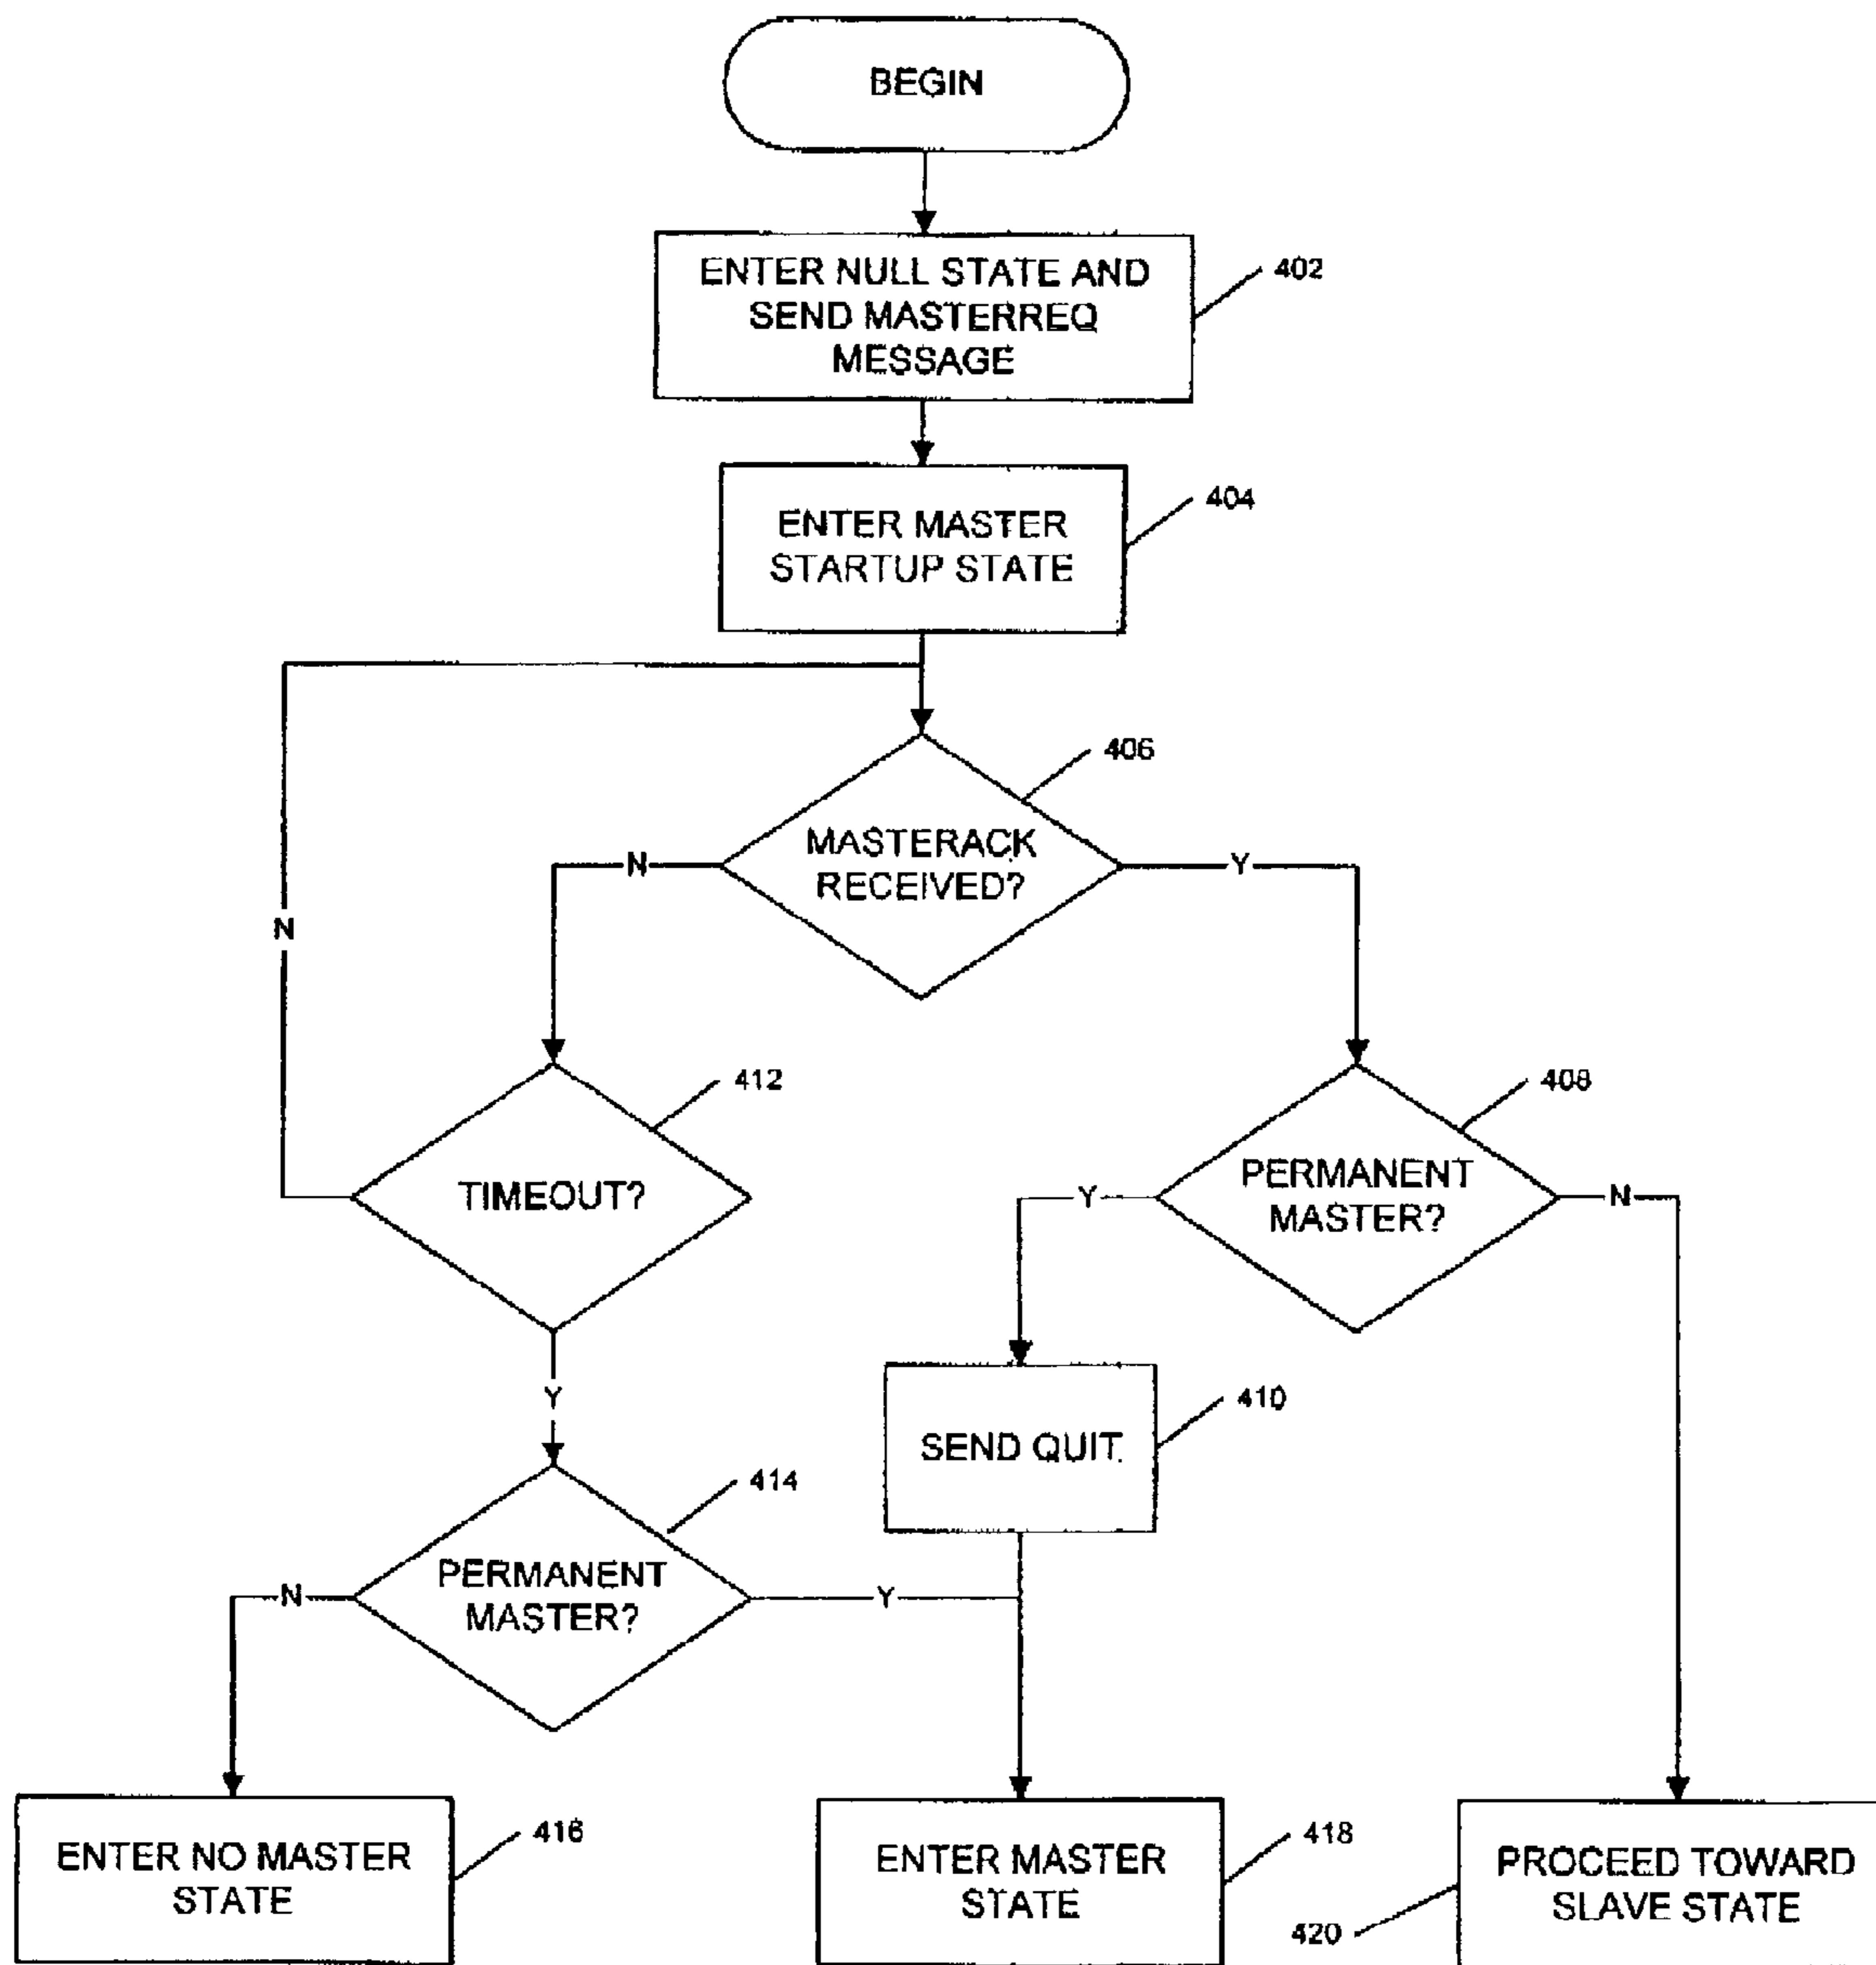 BEGIN
ENTER NULL STATE AND
SEND MASTERREQ
MESSAGE
402
ENTER MASTER
STARTUP STATE
404
MASTERACK
RECEIVED?
406
N
Y
N
TIMEOUT?
412
PERMANENT
MASTER?
408
Y
N
Y
SEND QUIT
410
PERMANENT
MASTER?
414
N
Y
ENTER NO MASTER
STATE
416
ENTER MASTER
STATE
418
PROCEED TOWARD
SLAVE STATE
420